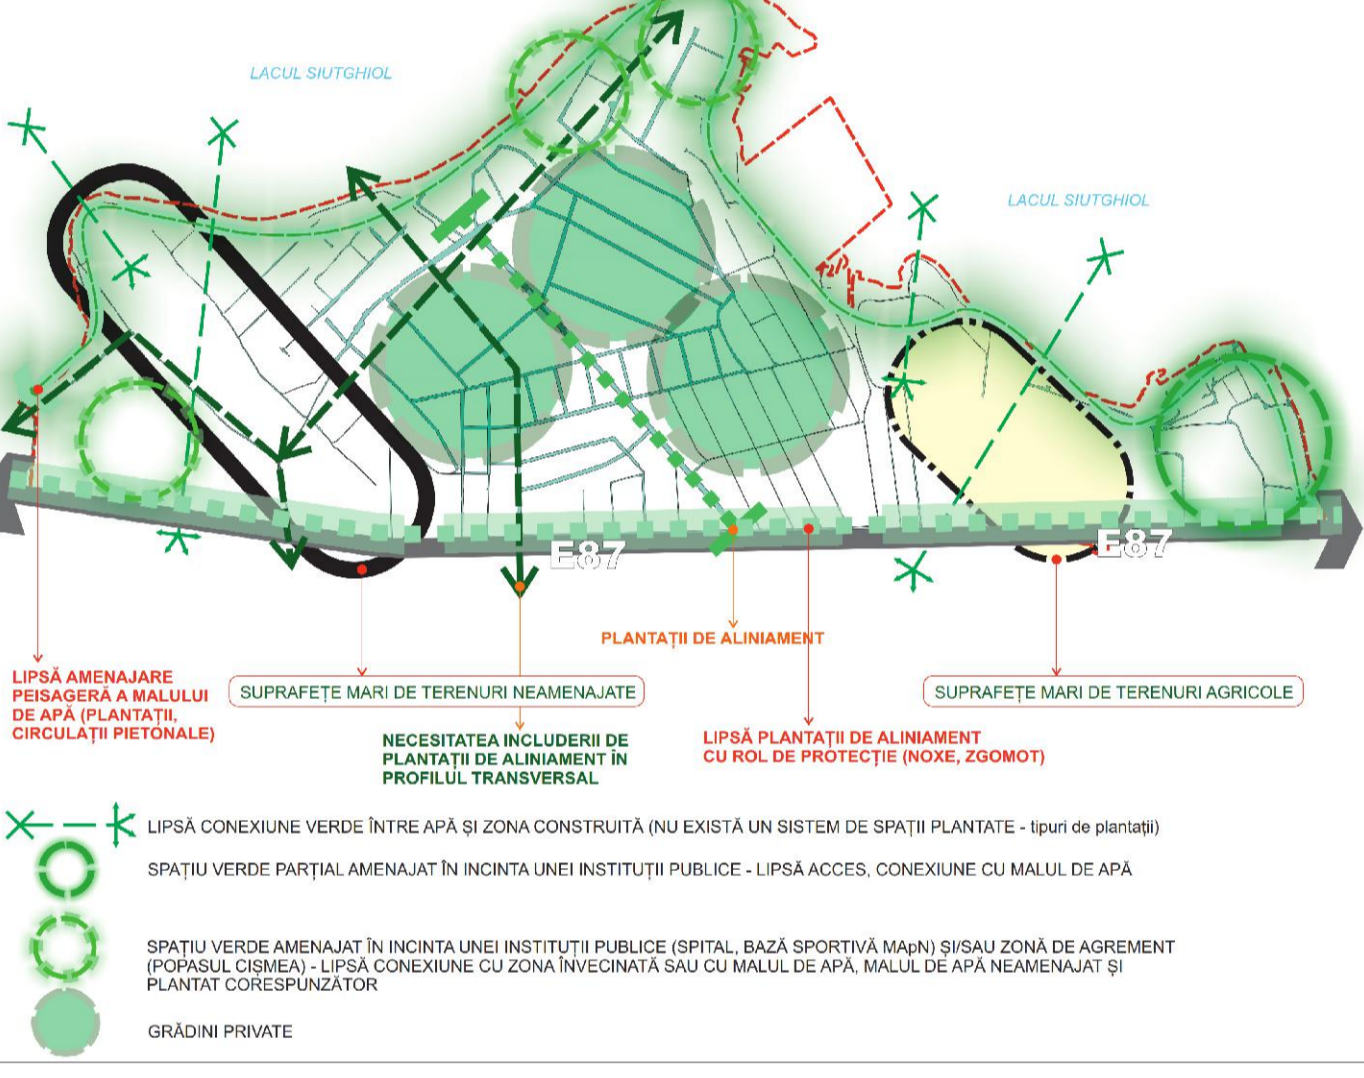 LACUL SIUTGHIOL
LACUL SIUTGHIOL
E87
E87
PLANTAȚII DE ALINIAMENT
LIPSĂ AMENAJARE
PEISAGERĂ A MALULUI
DE APĂ (PLANTAȚII,
CIRCULAȚII PIETONALE)
SUPRAFEȚE MARI DE TERENURI NEAMENAJATE
SUPRAFEȚE MARI DE TERENURI AGRICOLE
NECESITATEA INCLUDERII DE
PLANTAȚII DE ALINIAMENT ÎN
PROFILUL TRANSVERSAL
LIPSĂ PLANTAȚII DE ALINIAMENT
CU ROL DE PROTECȚIE (NOXE, ZGOMOT)
LIPSĂ CONEXIUNE VERDE ÎNTRE APĂ ȘI ZONA CONSTRUITĂ (NU EXISTĂ UN SISTEM DE SPAȚII PLANTATE - tipuri de plantații)
SPAȚIU VERDE PARȚIAL AMENAJAT ÎN INCINTA UNEI INSTITUȚII PUBLICE - LIPSĂ ACCES, CONEXIUNE CU MALUL DE APĂ
SPAȚIU VERDE AMENAJAT ÎN INCINTA UNEI INSTITUȚII PUBLICE (SPITAL, BAZĂ SPORTIVĂ MApN) ȘI/SAU ZONĂ DE AGREMENT
(POPASUL CIȘMEA) - LIPSĂ CONEXIUNE CU ZONA ÎNVECINATĂ SAU CU MALUL DE APĂ, MALUL DE APĂ NEAMENAJAT ȘI
PLANTAT CORESPUNZĂTOR
GRĂDINI PRIVATE